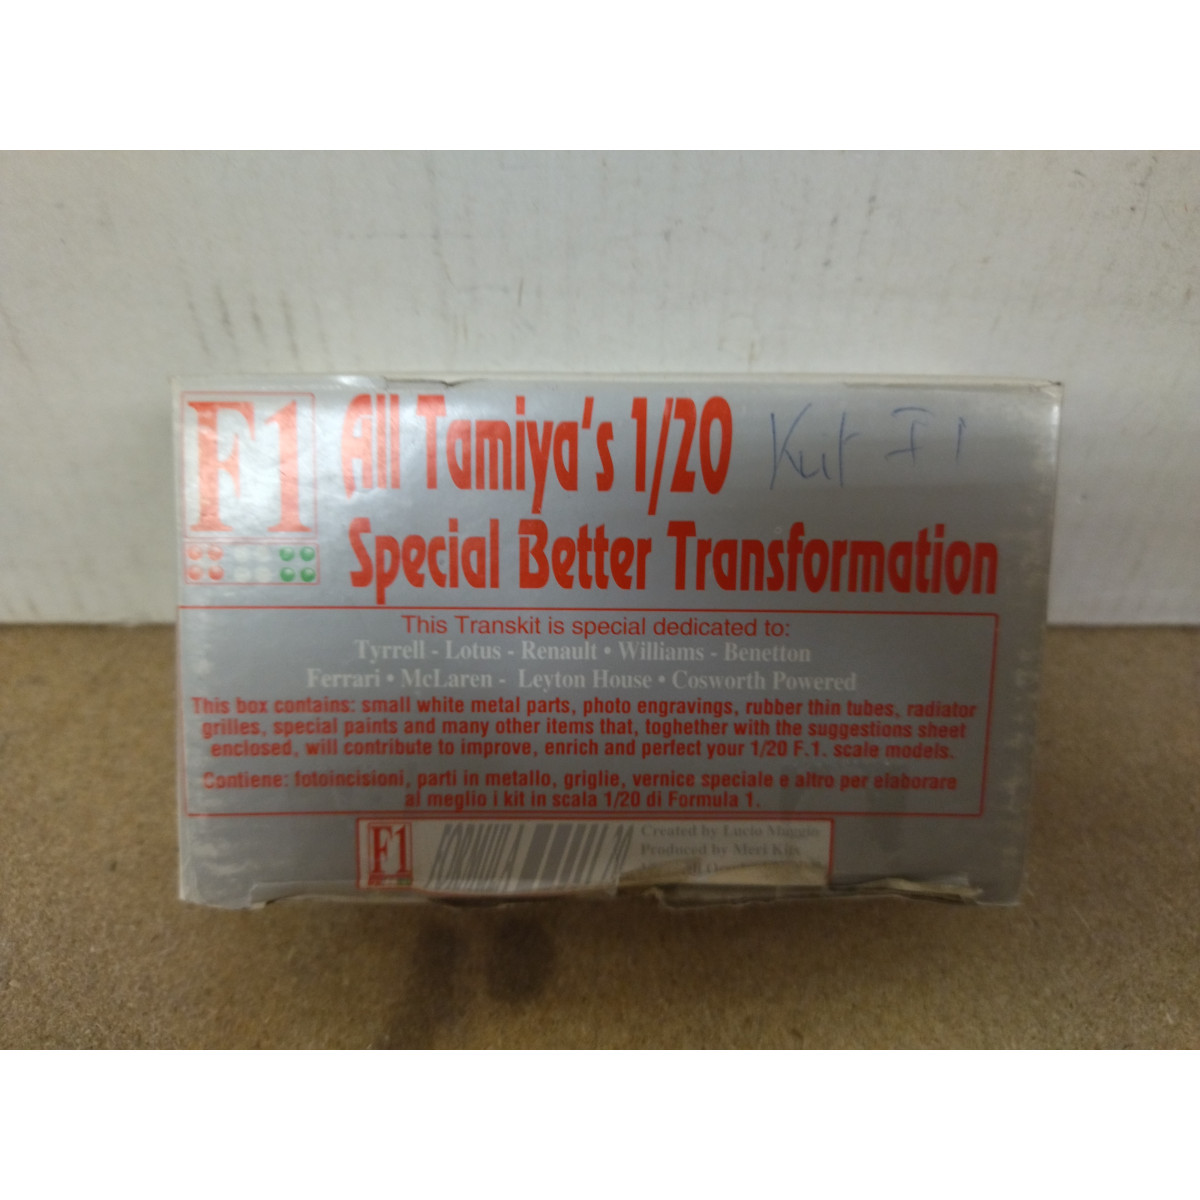 F1
All Tamiya's 1/20
Kit F1
Special Better Transformation
This Transkit is special dedicated to:
Tyrrell - Lotus - Renault • Williams - Benetton
Ferrari • McLaren - Leyton House • Cosworth Powered
This box contains: small white metal parts, photo engravings, rubber thin tubes, radiator
grilles, special paints and many other items that, toghether with the suggestions sheet
enclosed, will contribute to improve, enrich and perfect your 1/20 F.1. scale models.
Contiene: fotoincisioni, parti in metallo, griglie, vernice speciale e altro per elaborare
al meglio i kit in scala 1/20 di Formula 1.
F1
FORMULA 20
Created by Lucio Muggio
Produced by Meri Kits